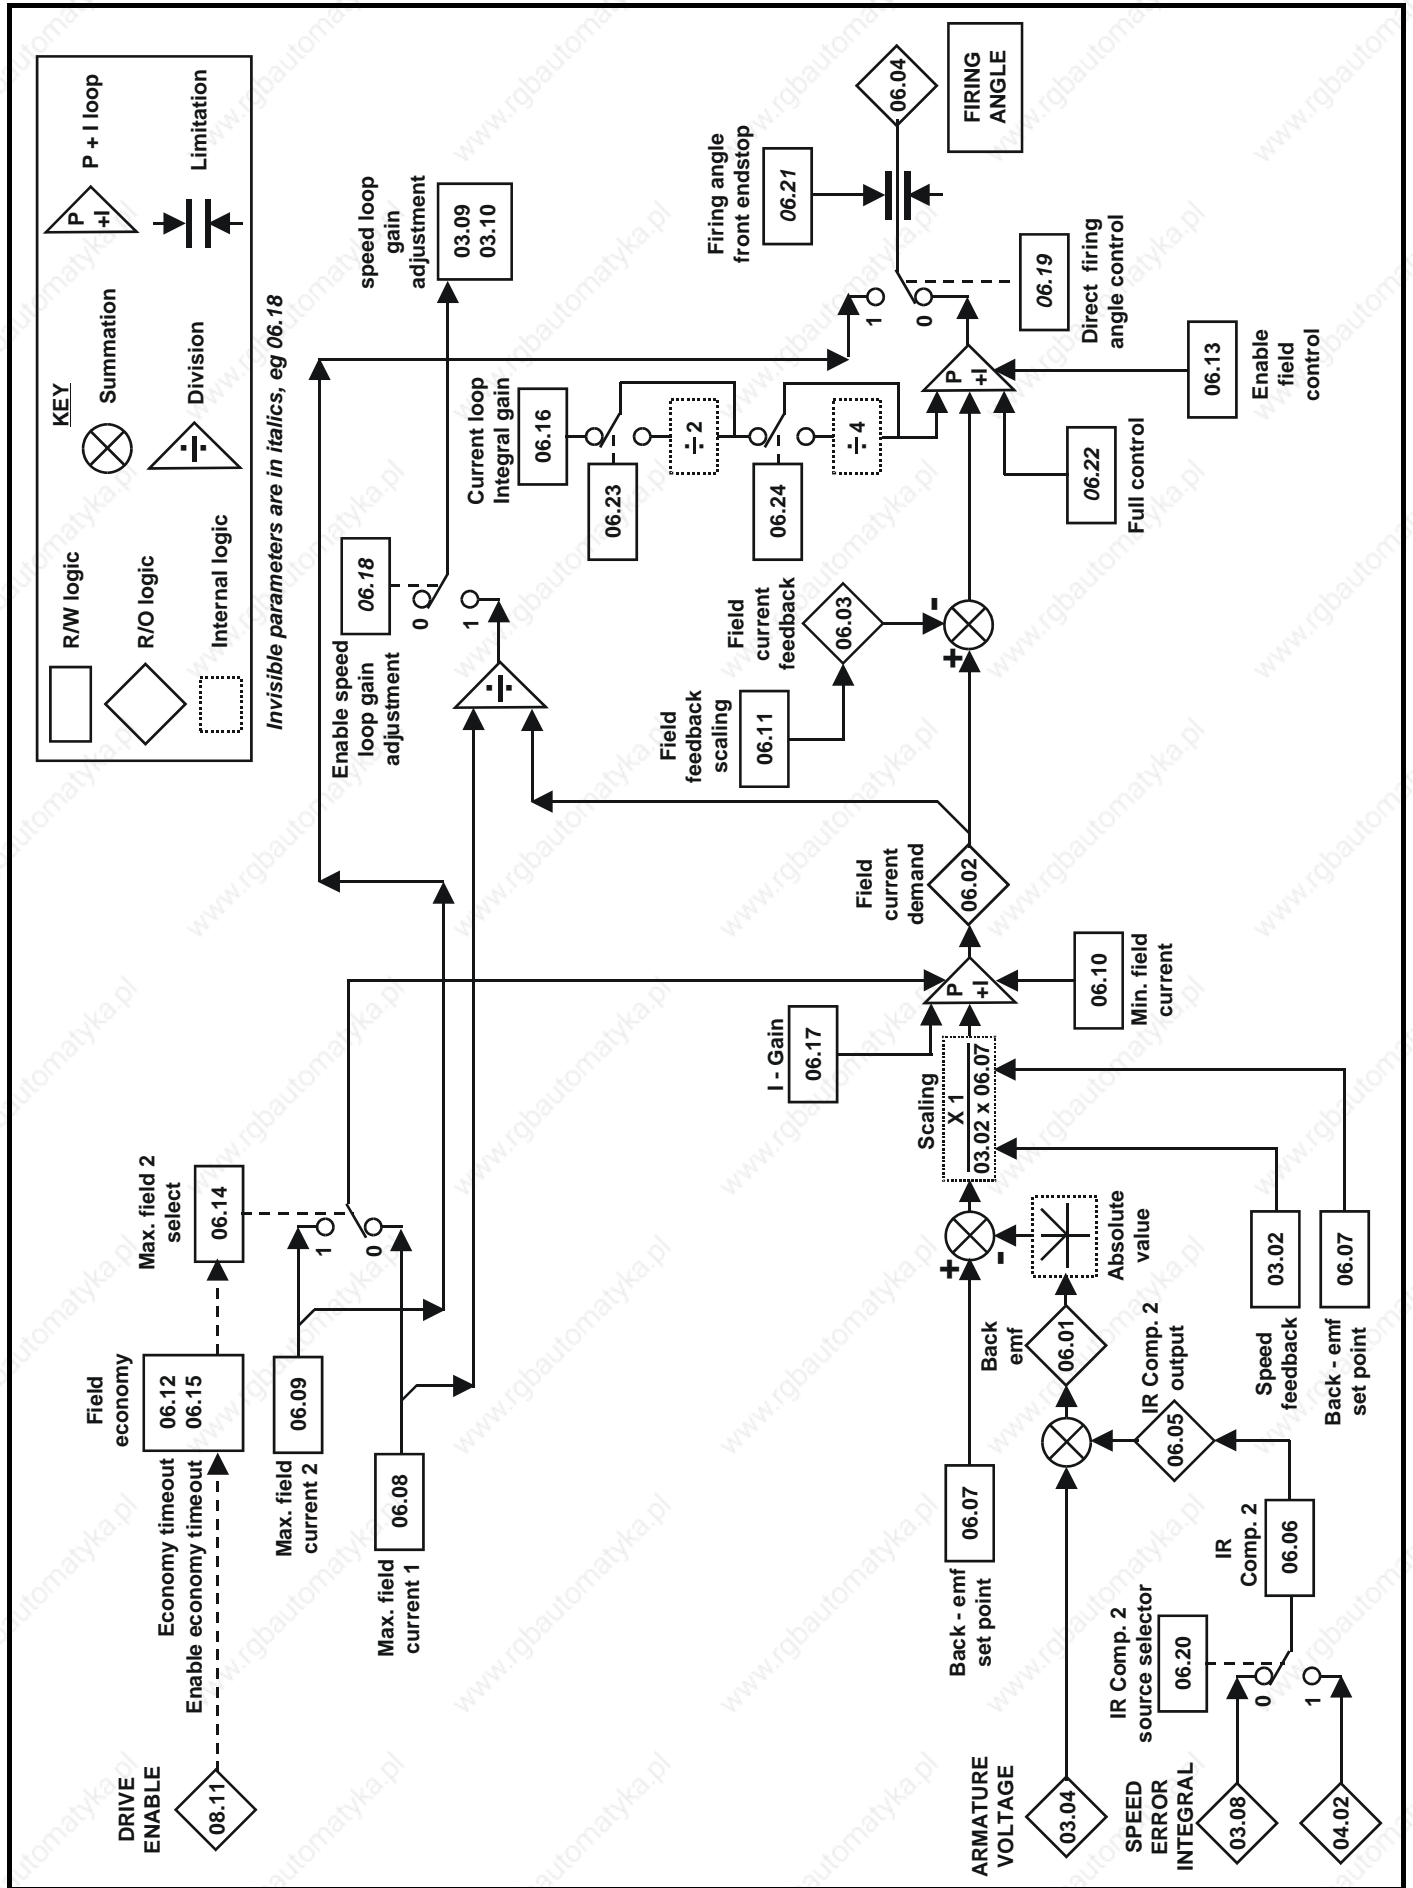 KEY
R/W logic
Summation
P + I loop
P
+I
R/O logic
Division
÷
Limitation
Internal logic
Invisible parameters are in italics, eg 06.18
DRIVE
ENABLE
08.11
Economy timeout
Enable economy timeout
Field
economy
06.12
06.15
Max. field 2
select
06.14
Max. field
current 2
06.09
1
0
Max. field
current 1
06.08
Enable speed
loop gain
adjustment
06.18
0
1
÷
speed loop
gain
adjustment
03.09
03.10
Current loop
Integral gain
06.16
06.23
÷ 2
06.24
÷ 4
Field
feedback
scaling
06.11
Field
current
feedback
06.03
-
+
I - Gain
06.17
Scaling
X 1
03.02 x 06.07
P
+I
Field
current
demand
06.02
06.10
Min. field
current
Back - emf
set point
06.07
+
-
Absolute
value
Back
emf
06.01
ARMATURE
VOLTAGE
03.04
IR Comp. 2
output
06.05
IR
Comp. 2
06.06
IR Comp. 2
source selector
06.20
0
1
SPEED
ERROR
INTEGRAL
03.08
04.02
Speed
feedback
03.02
Back - emf
set point
06.07
P
+I
06.22
Full control
06.13
Enable
field
control
1
0
06.19
Direct firing
angle control
Firing angle
front endstop
06.21
06.04
FIRING
ANGLE
www.rgbautomatyka.pl